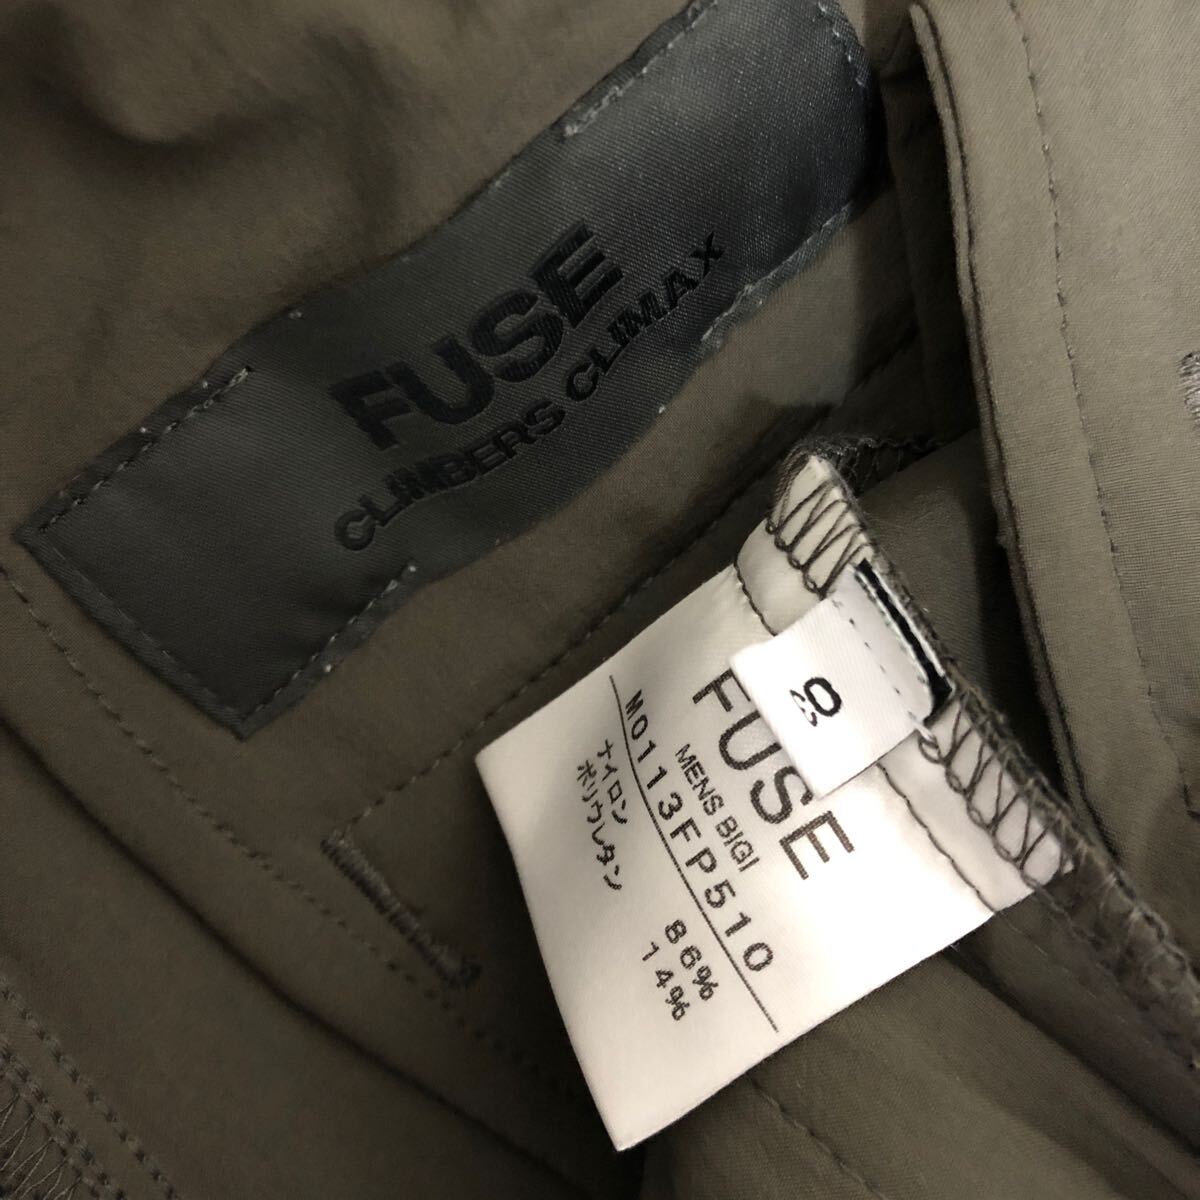 FUSE
CLIMBERS CLIMAX
FUSE
MENS BIGI
M0113FP510
ナイロン 86%
ポリウレタン 14%